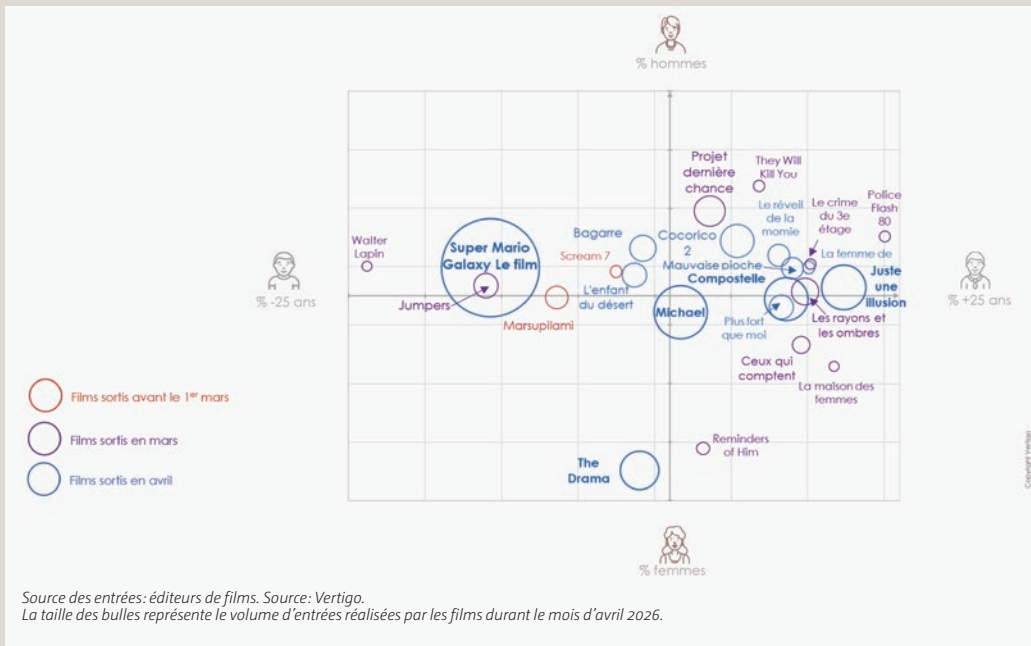 % hommes
Projet
dernière
chance
They Will
Kill You
Le réveil
de la
momie
Le crime
du 3e
étage
Police
Flash
80
Walter
Lapin
Super Mario
Galaxy Le film
Bagarre
Cocorico
2
Scream 7
Mauvaise pioche
La femme de
Compostelle
Juste
une
illusion
% -25 ans
% +25 ans
Jumpers
L'enfant
du désert
Marsupilami
Michael
Plus fort
que moi
Les rayons et
les ombres
Ceux qui
comptent
La maison des
femmes
Films sortis avant le 1er mars
Films sortis en mars
Films sortis en avril
Reminders
of Him
The
Drama
Copyright Vertigo
% femmes
Source des entrées: éditeurs de films. Source: Vertigo.
La taille des bulles représente le volume d'entrées réalisées par les films durant le mois d'avril 2026.